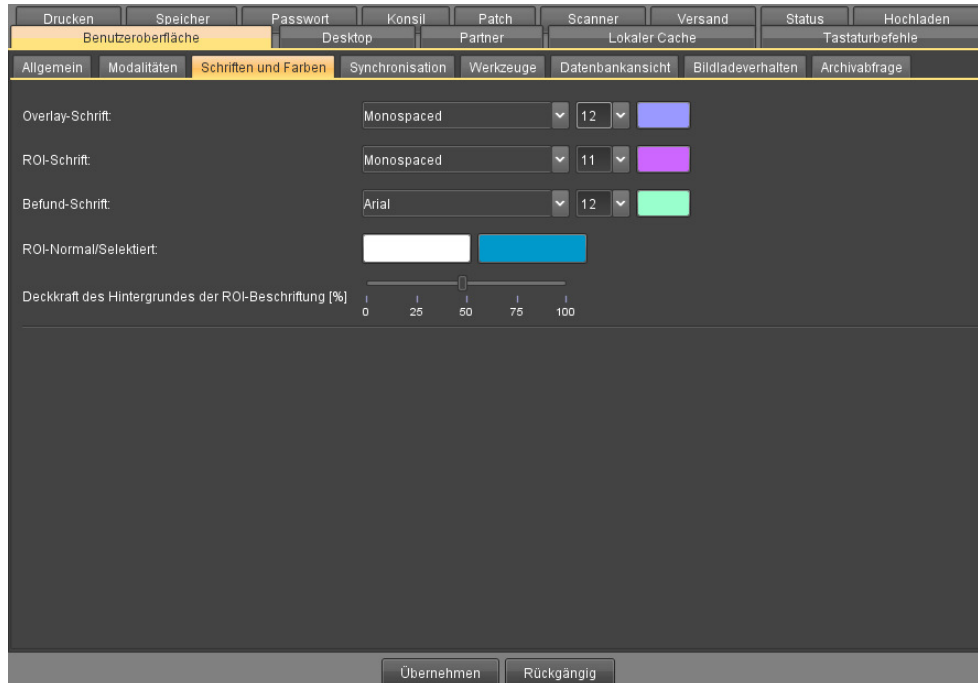 Drucken Speicher Passwort Konsil Patch Scanner Versand Status Hochladen
Benutzeroberfläche Desktop Partner Lokaler Cache Tastaturbefehle
Allgemein Modalitäten Schriften und Farben Synchronisation Werkzeuge Datenbankansicht Bildladeverhalten Archivabfrage
Overlay-Schrift: Monospaced 12
ROI-Schrift: Monospaced 11
Befund-Schrift: Arial 12
ROI-Normal/Selektiert:
Deckkraft des Hintergrundes der ROI-Beschriftung [%]
0 25 50 75 100
Übernehmen Rückgängig